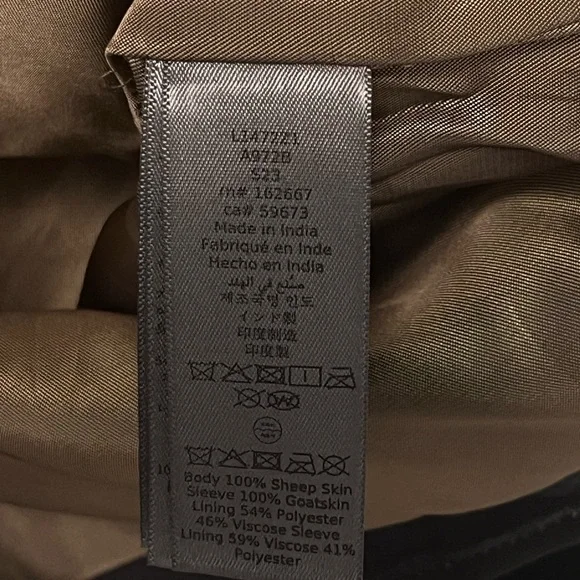 L147Z21
A972B
S23
rn# 162667
ca# 59673
Made in India
Fabriqué en Inde
Hecho en India
صنع في الهند
제조국명 인도
インド製
印度制造
印度製
Body 100% Sheep Skin
Sleeve 100% Goatskin
Lining 54% Polyester
46% Viscose Sleeve
Lining 59% Viscose 41%
Polyester